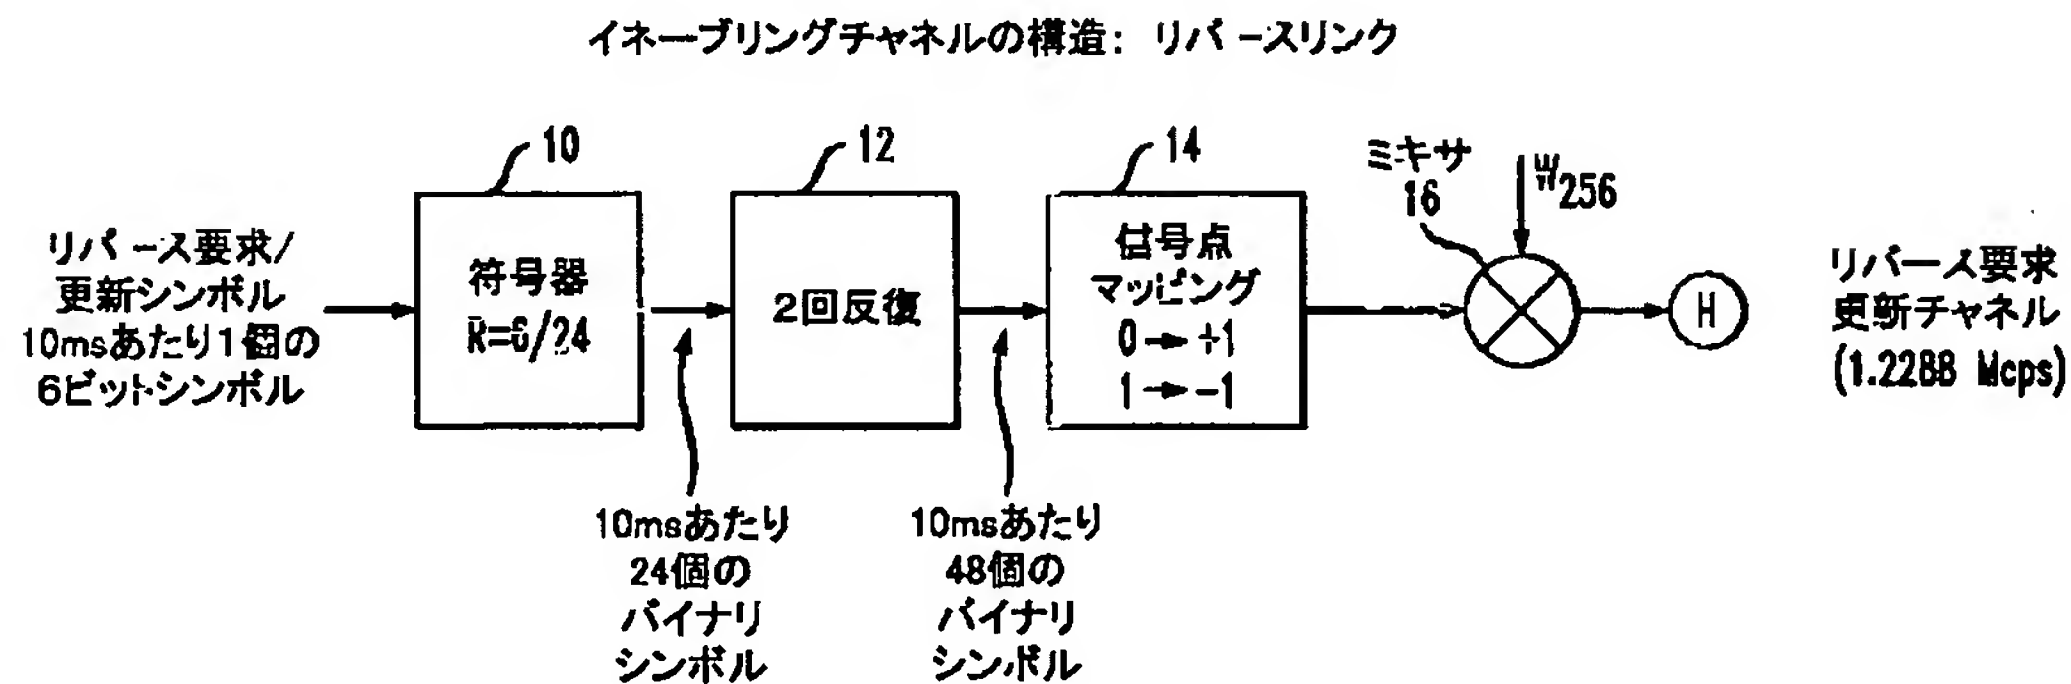 イネーブリングチャネルの構造: リバースリンク
10
12
14
ミキサ
16
W256
リバース要求/
更新シンボル
10msあたり1個の
6ビットシンボル
符号器
R=6/24
2回反復
信号点
マッピング
0→+1
1→-1
H
リバース要求
更新チャネル
(1.2288 Mcps)
10msあたり
24個の
バイナリ
シンボル
10msあたり
48個の
バイナリ
シンボル